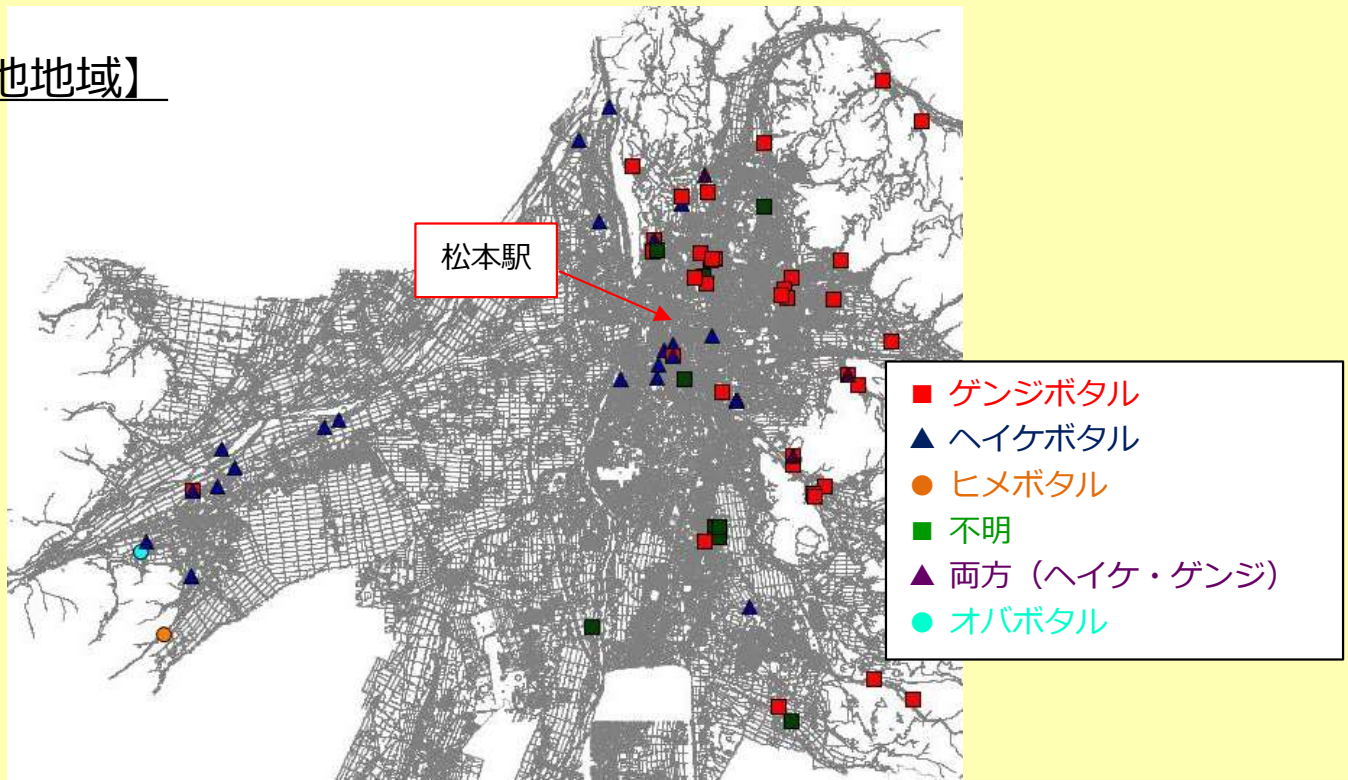 地地域】
松本駅
ゲンジボタル
ヘイケボタル
ヒメボタル
不明
両方（ヘイケ・ゲンジ）
オバボタル